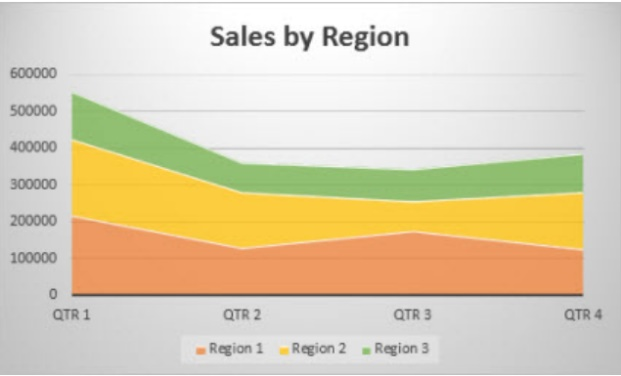 Sales by Region
600000
500000
400000
300000
200000
100000
0
QTR 1 QTR 2 QTR 3 QTR 4
Region 1 Region 2 Region 3